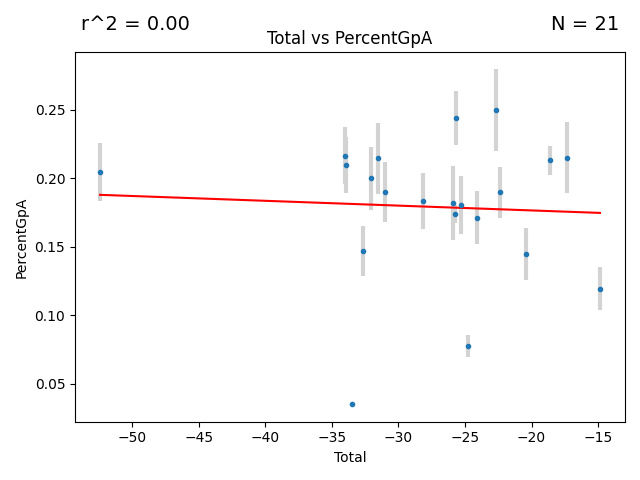 r^2 = 0.00
N = 21
Total vs PercentGpA
0.25
0.20
0.15
0.10
0.05
PercentGpA
−50
−45
−40
−35
−30
−25
−20
−15
Total